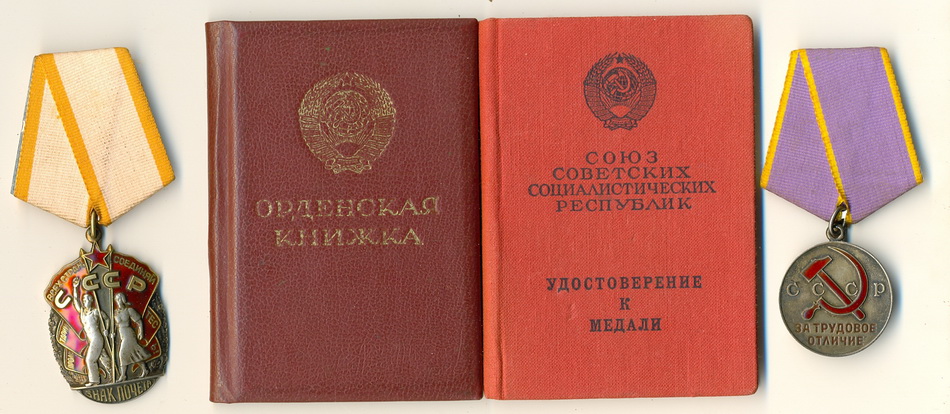 СССР
ЗНАК ПОЧЕТА
ОРДЕНСКАЯ
КНИЖКА
СОЮЗ
СОВЕТСКИХ
СОЦИАЛИСТИЧЕСКИХ
РЕСПУБЛИК
УДОСТОВЕРЕНИЕ
К
МЕДАЛИ
СССР
ЗА ТРУДОВОЕ
ОТЛИЧИЕ